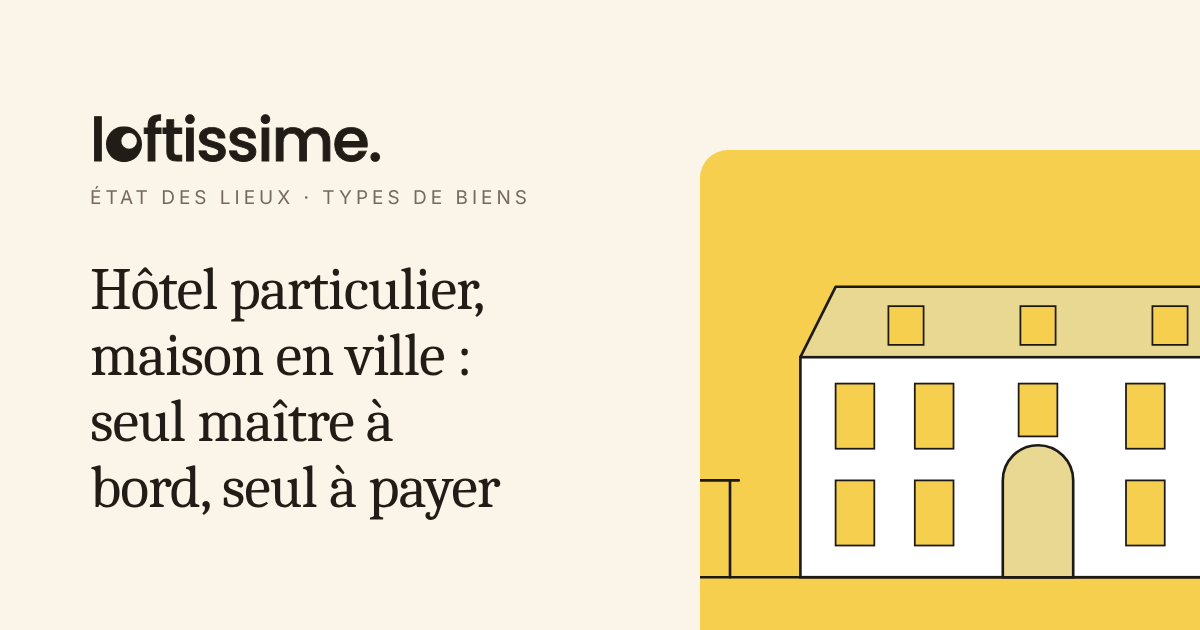 loftissime.
ÉTAT DES LIEUX · TYPES DE BIENS
Hôtel particulier,
maison en ville :
seul maître à
bord, seul à payer